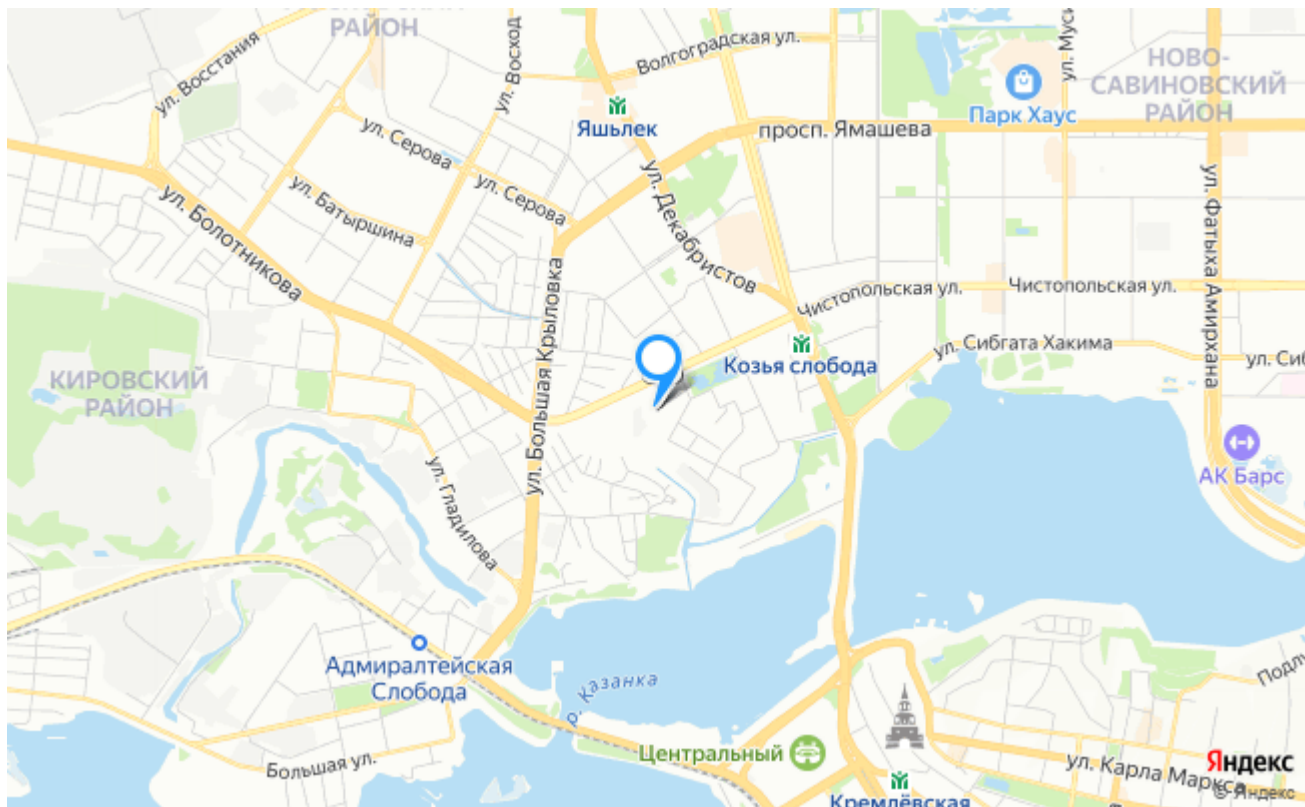 РАЙОН
ул. Восстания
ул. Восход
Волгоградская ул.
ул. Муси
НОВО-
САВИНОВСКИЙ
РАЙОН
Парк Хаус
Яшьлек
просп. Ямашева
ул. Серова
ул. Серова
ул. Батыршина
ул. Болотникова
ул. Декабристов
ул. Фатыха Амирхана
Чистопольская ул.
Чистопольская ул.
ул. Большая Крыловка
Козья слобода
ул. Сибгата Хакима
ул. Сиб
КИРОВСКИЙ
РАЙОН
ул. Гладилова
АК Барс
Адмиралтейская
Слобода
р. Казанка
Подлу
Центральный
Большая ул.
ул. Карла Маркса
Кремлёвская
Яндекс
© Яндекс